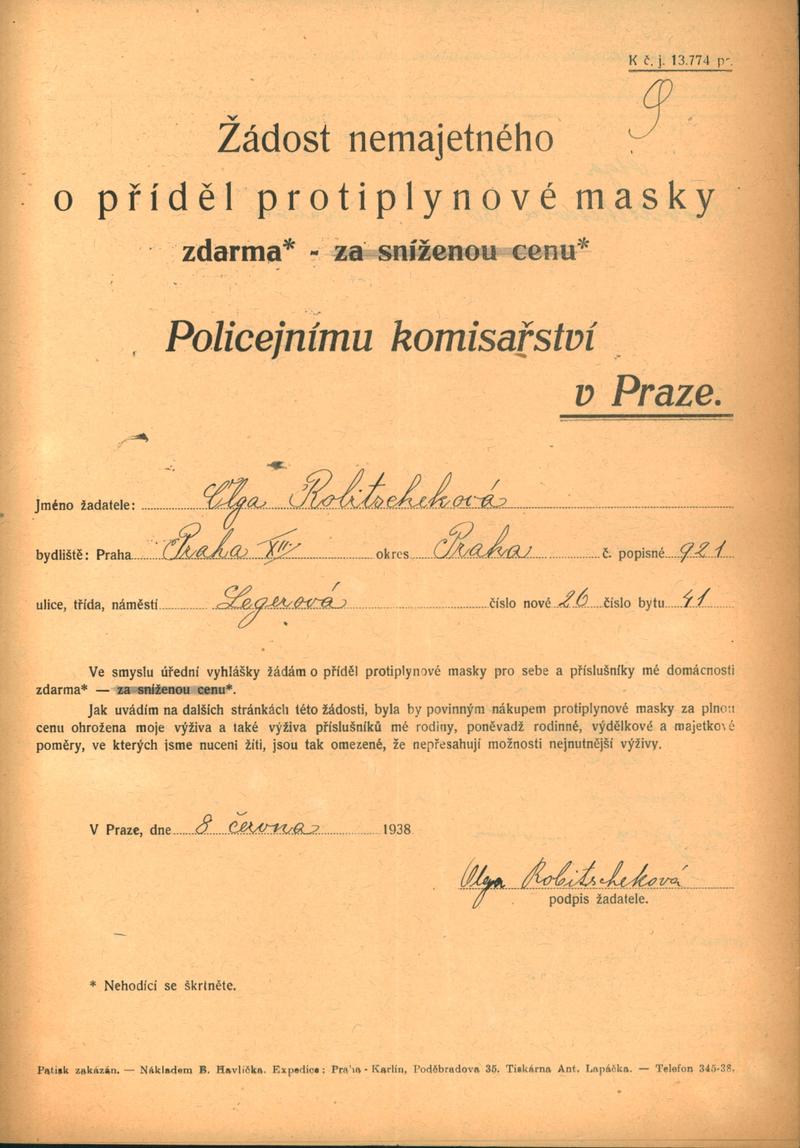 K č. j. 13.774 pr.
Žádost nemajetného
o příděl protiplynové masky
zdarma* - za sníženou cenu*
Policejnímu komisařství
v Praze.
Jméno žadatele: Olga Robitscheková
bydliště: Praha Praha XII okres Praha č. popisné 921
ulice, třída, náměstí Legerová číslo nové 26 číslo bytu 41
Ve smyslu úřední vyhlášky žádám o příděl protiplynové masky pro sebe a příslušníky mé domácnosti
zdarma* — za sníženou cenu*.
Jak uvádím na dalších stránkách této žádosti, byla by povinným nákupem protiplynové masky za plnou
cenu ohrožena moje výživa a také výživa příslušníků mé rodiny, poněvadž rodinné, výdělkové a majetkové
poměry, ve kterých jsme nuceni žíti, jsou tak omezené, že nepřesahují možnosti nejnutnější výživy.
V Praze, dne 8 června 1938
Olga Robitscheková
podpis žadatele.
* Nehodící se škrtněte.
Patisk zakázán. — Nákladem B. Havlíčka. Expedice: Praha - Karlín, Poděbradova 35. Tiskárna Ant. Lapáčka. — Telefon 345-38.